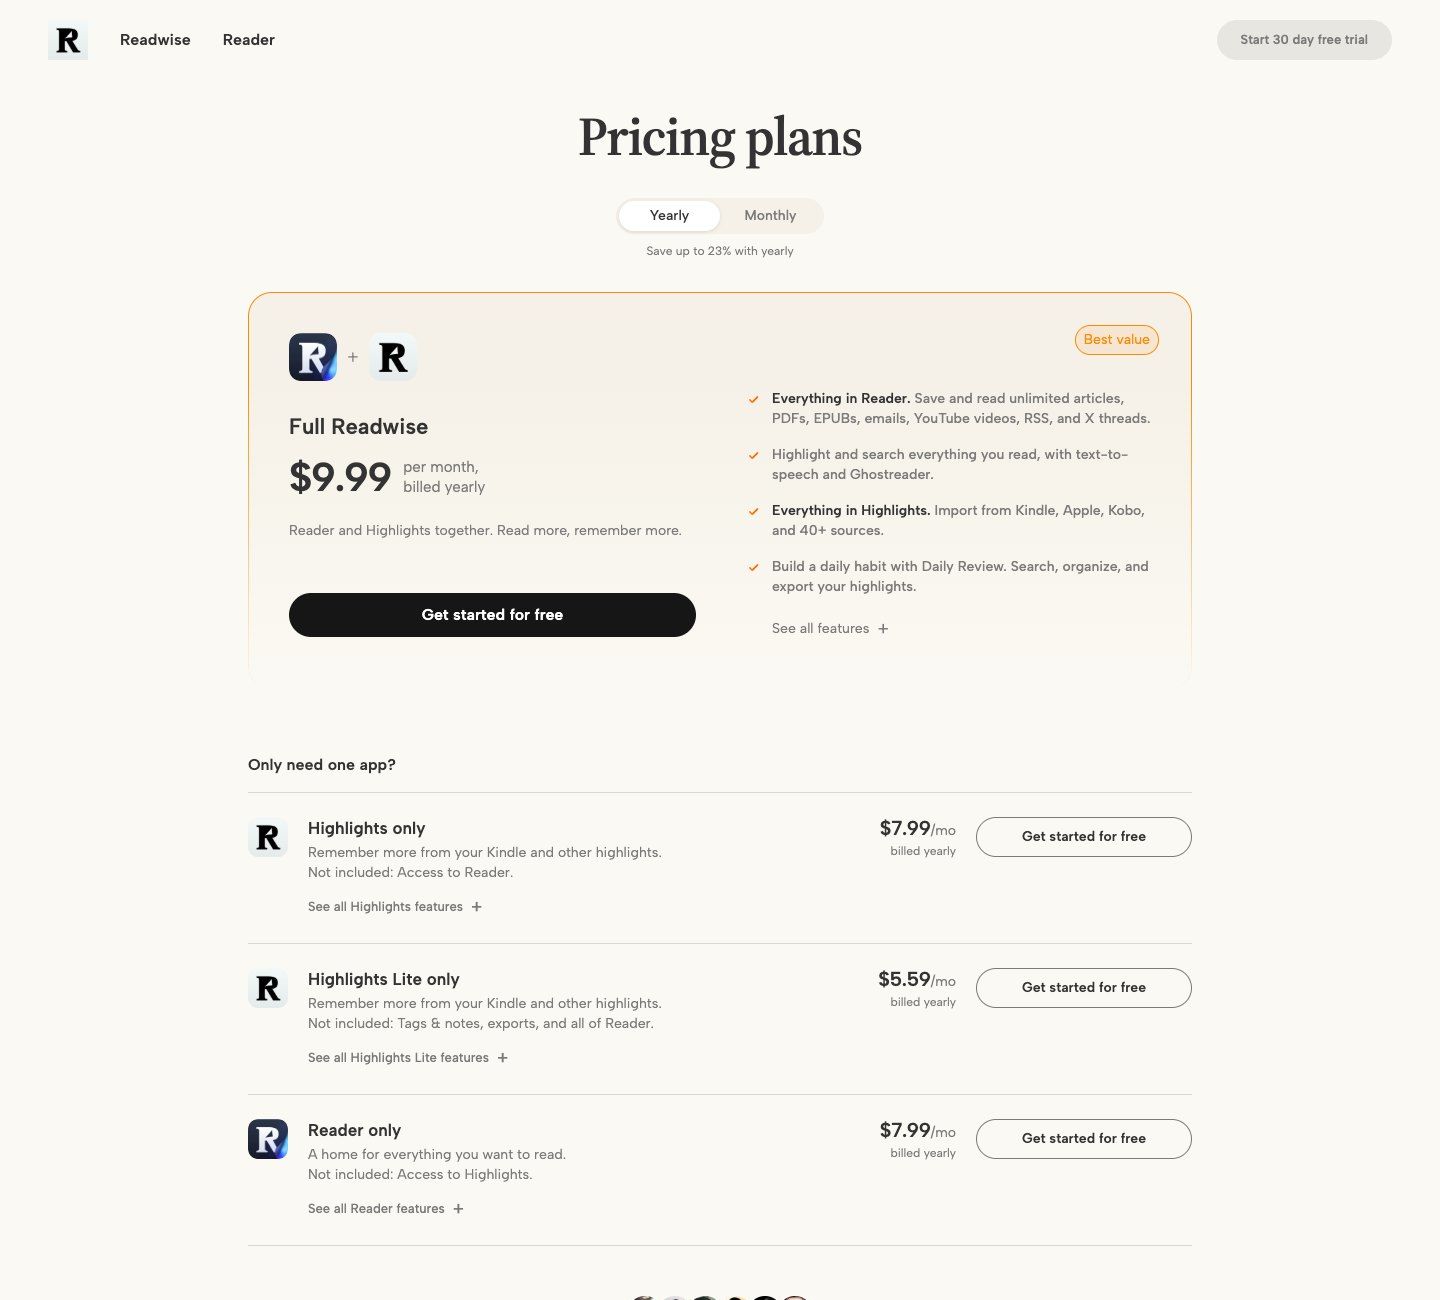 Readwise Reader Start 30 day free trial
Pricing plans
Yearly Monthly
Save up to 23% with yearly
R + R
Best value
Full Readwise
$9.99 per month,
billed yearly
Reader and Highlights together. Read more, remember more.
Get started for free
Everything in Reader. Save and read unlimited articles,
PDFs, EPUBs, emails, YouTube videos, RSS, and X threads.
Highlight and search everything you read, with text-to-
speech and Ghostreader.
Everything in Highlights. Import from Kindle, Apple, Kobo,
and 40+ sources.
Build a daily habit with Daily Review. Search, organize, and
export your highlights.
See all features +
Only need one app?
Highlights only
Remember more from your Kindle and other highlights.
Not included: Access to Reader.
See all Highlights features +
$7.99/mo
billed yearly
Get started for free
Highlights Lite only
Remember more from your Kindle and other highlights.
Not included: Tags & notes, exports, and all of Reader.
See all Highlights Lite features +
$5.59/mo
billed yearly
Get started for free
Reader only
A home for everything you want to read.
Not included: Access to Highlights.
See all Reader features +
$7.99/mo
billed yearly
Get started for free